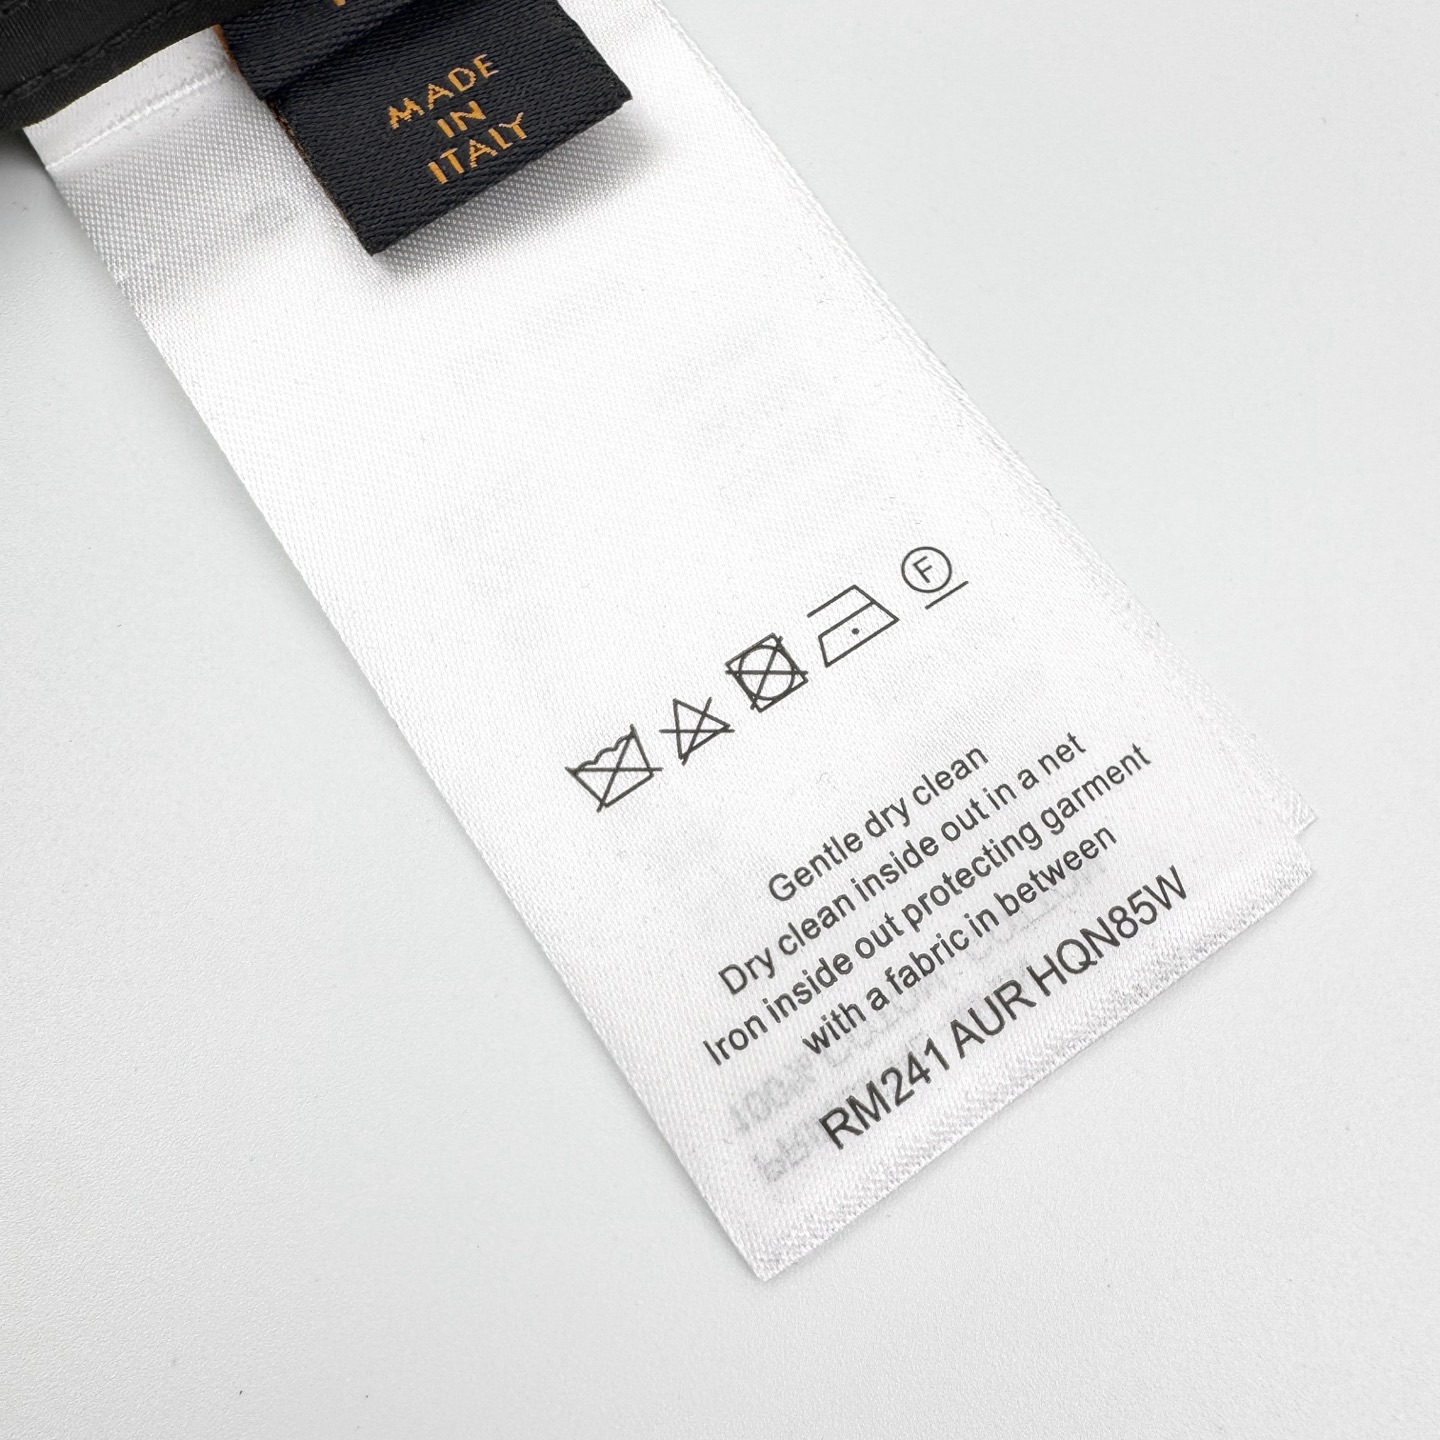 MADE
IN
ITALY
F
Gentle dry clean
Dry clean inside out in a net
Iron inside out protecting garment
with a fabric in between
RM241 AUR HQN85W